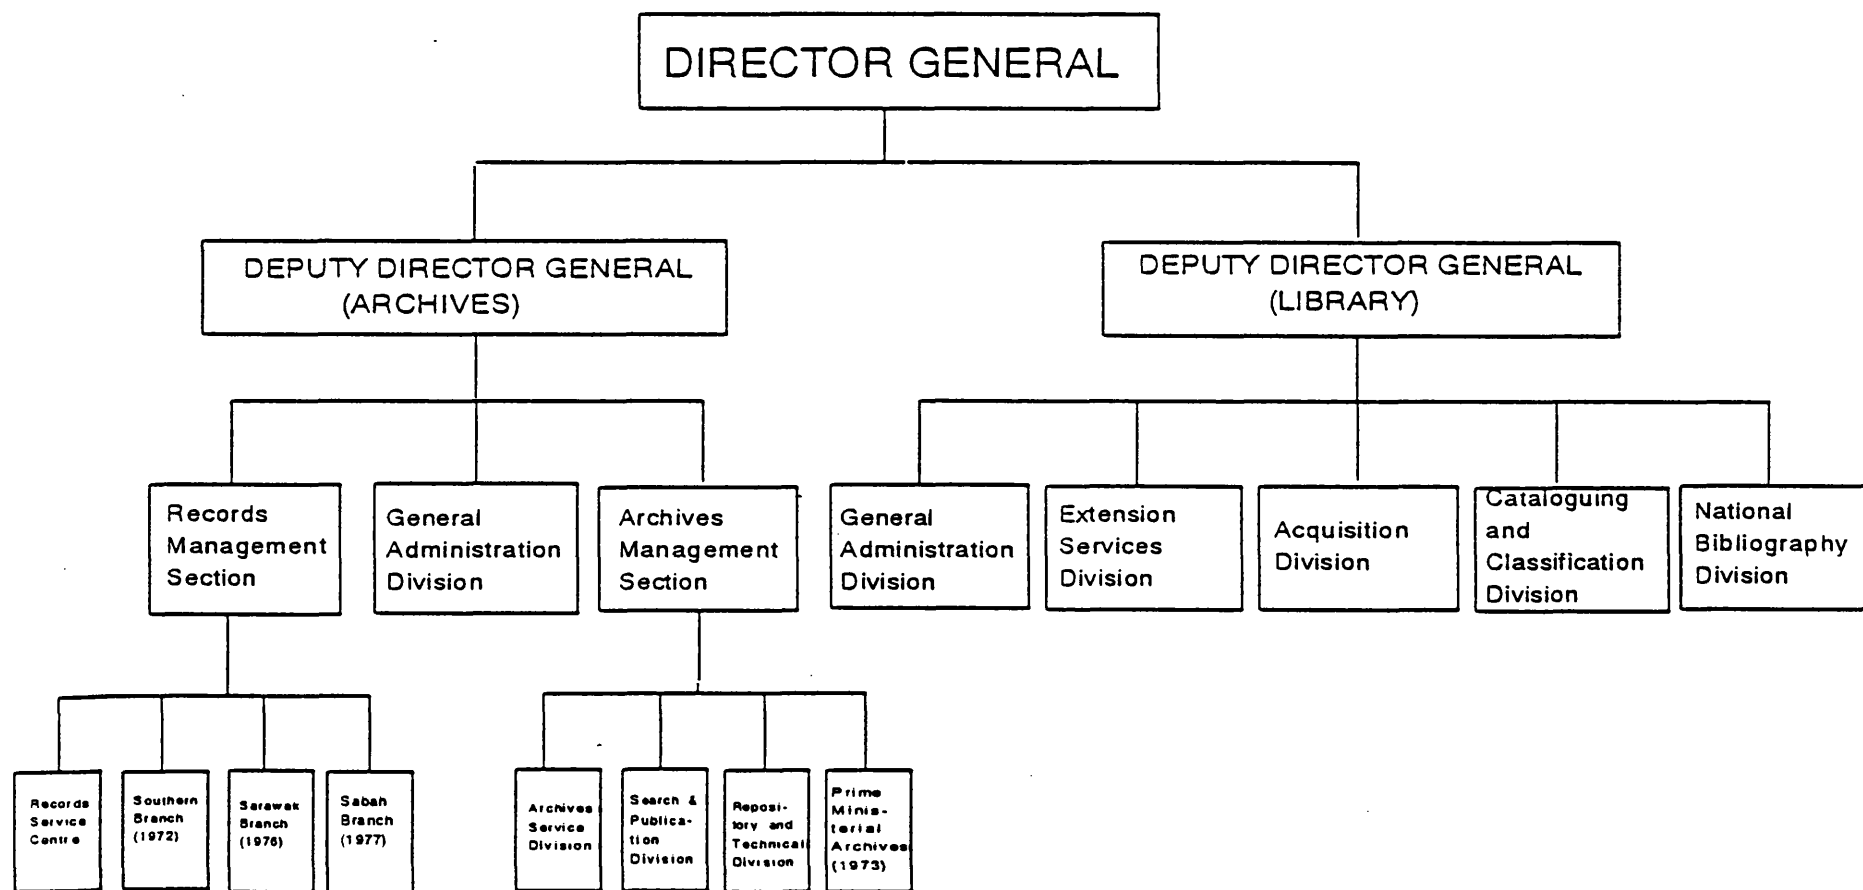 DIRECTOR GENERAL
DEPUTY DIRECTOR GENERAL
(ARCHIVES)
DEPUTY DIRECTOR GENERAL
(LIBRARY)
Records
Management
Section
General
Administration
Division
Archives
Management
Section
General
Administration
Division
Extension
Services
Division
Acquisition
Division
Cataloguing
and
Classification
Division
National
Bibliography
Division
Records
Service
Centre
Southern
Branch
(1972)
Sarawak
Branch
(1976)
Sabah
Branch
(1977)
Archives
Service
Division
Search &
Publica-
tion
Division
Reposi-
tory and
Technical
Division
Prime
Minis-
terial
Archives
(1973)